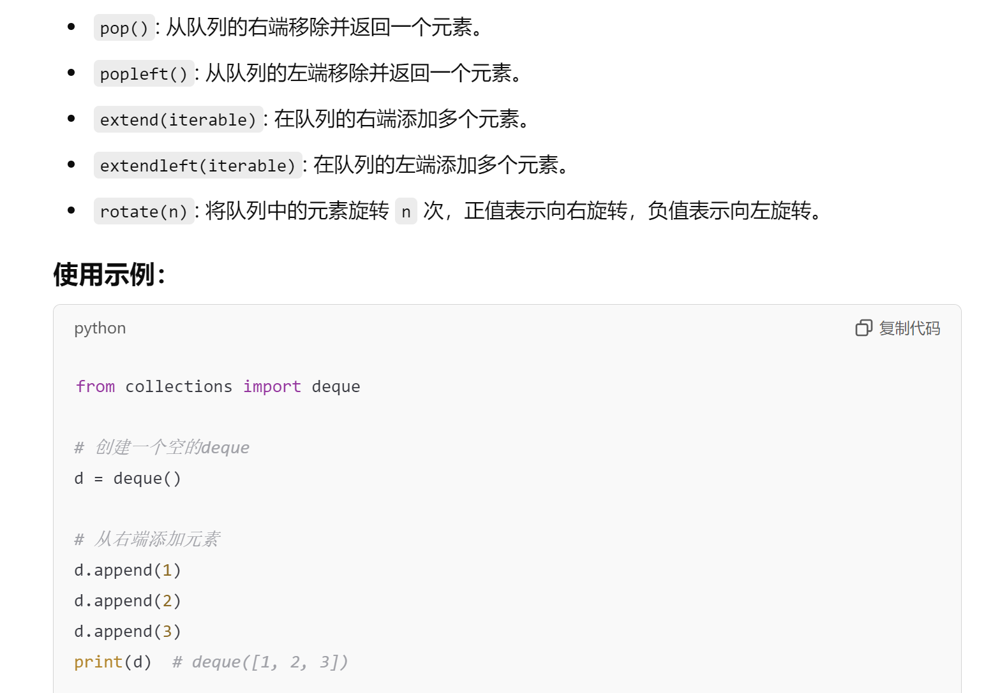 • pop(): 从队列的右端移除并返回一个元素。
• popleft(): 从队列的左端移除并返回一个元素。
• extend(iterable): 在队列的右端添加多个元素。
• extendleft(iterable): 在队列的左端添加多个元素。
• rotate(n): 将队列中的元素旋转 n 次，正值表示向右旋转，负值表示向左旋转。
使用示例：
python 复制代码
from collections import deque
# 创建一个空的deque
d = deque()
# 从右端添加元素
d.append(1)
d.append(2)
d.append(3)
print(d)  # deque([1, 2, 3])